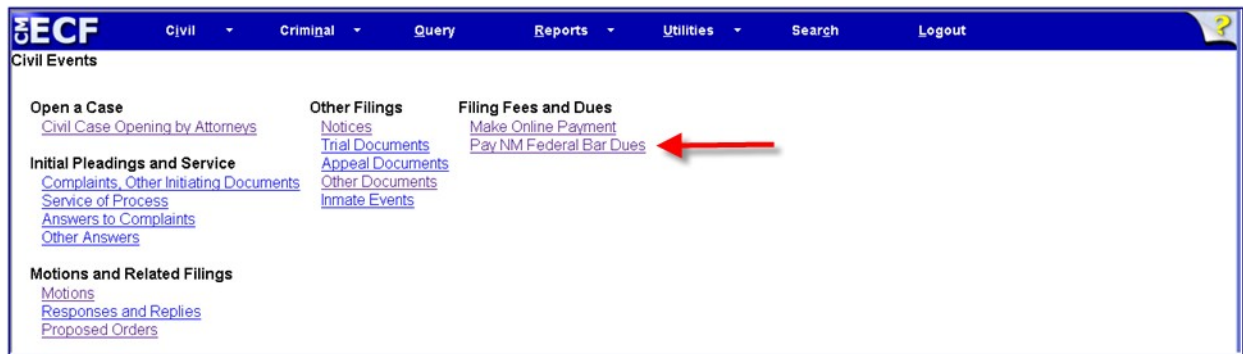 CM ECF Civil Criminal Query Reports Utilities Search Logout ?
Civil Events
Open a Case
Civil Case Opening by Attorneys
Initial Pleadings and Service
Complaints, Other Initiating Documents
Service of Process
Answers to Complaints
Other Answers
Motions and Related Filings
Motions
Responses and Replies
Proposed Orders
Other Filings
Notices
Trial Documents
Appeal Documents
Other Documents
Inmate Events
Filing Fees and Dues
Make Online Payment
Pay NM Federal Bar Dues